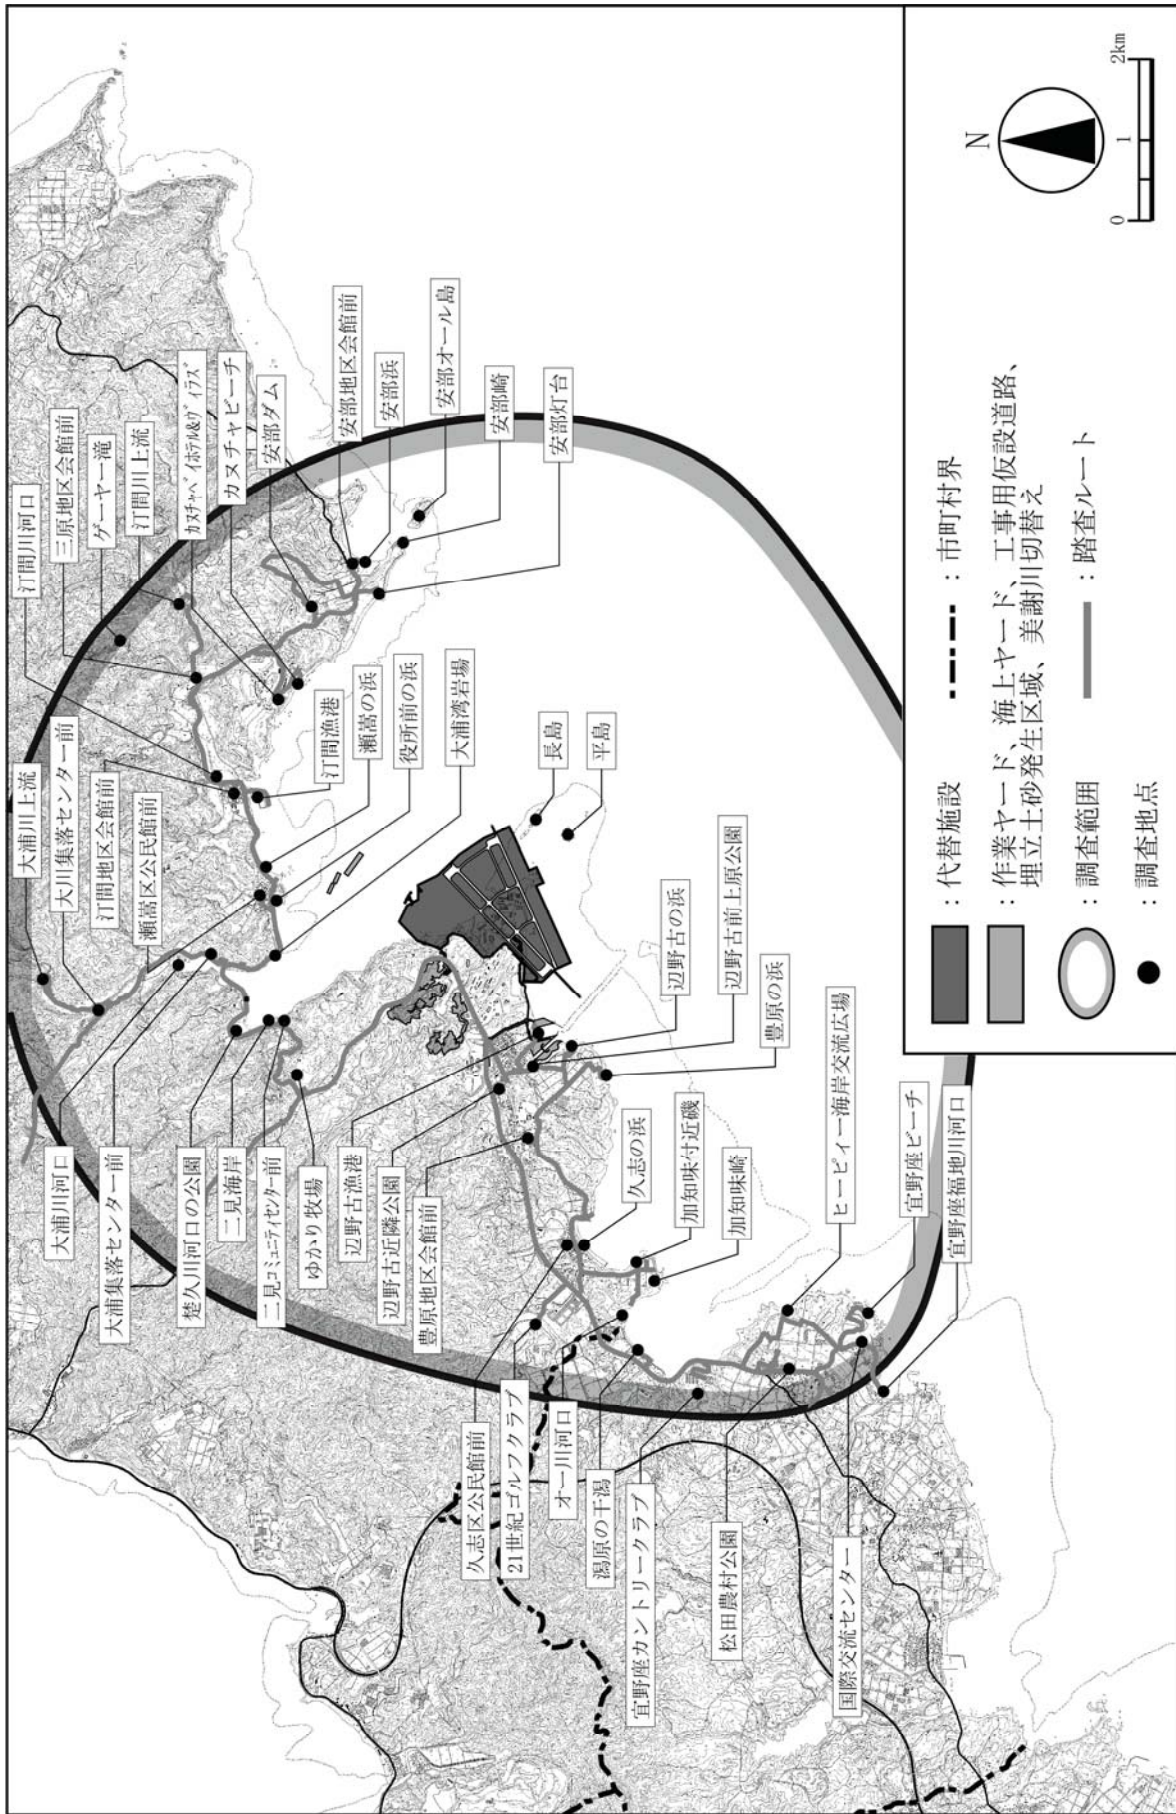 大浦川上流
大川集落センター前
汀間地区会館前
瀬嵩区公民館前
汀間川河口
三原地区会館前
ゲーヤー滝
汀間川上流
カヌチャベイホテル&ヴィラズ
カヌチャビーチ
安部ダム
安部地区会館前
安部浜
安部オール島
安部崎
安部灯台
汀間漁港
瀬嵩の浜
役所前の浜
大浦湾岩場
長島
平島
大浦川河口
大浦集落センター前
楚久川河口の公園
二見海岸
二見コミュニティセンター前
ゆかり牧場
辺野古漁港
辺野古近隣公園
豊原地区会館前
辺野古の浜
辺野古前上原公園
豊原の浜
久志の浜
加知味付近磯
加知味崎
久志区公民館前
21世紀ゴルフクラブ
オー川河口
潟原の干潟
宜野座カントリークラブ
松田農村公園
国際交流センター
ヒーピィー海岸交流広場
宜野座ビーチ
宜野座福地川河口
：代替施設
：市町村界
：作業ヤード、海上ヤード、工事用仮設道路、
埋立土砂発生区域、美謝川切替え
：調査範囲
：踏査ルート
：調査地点
N
0 1 2km